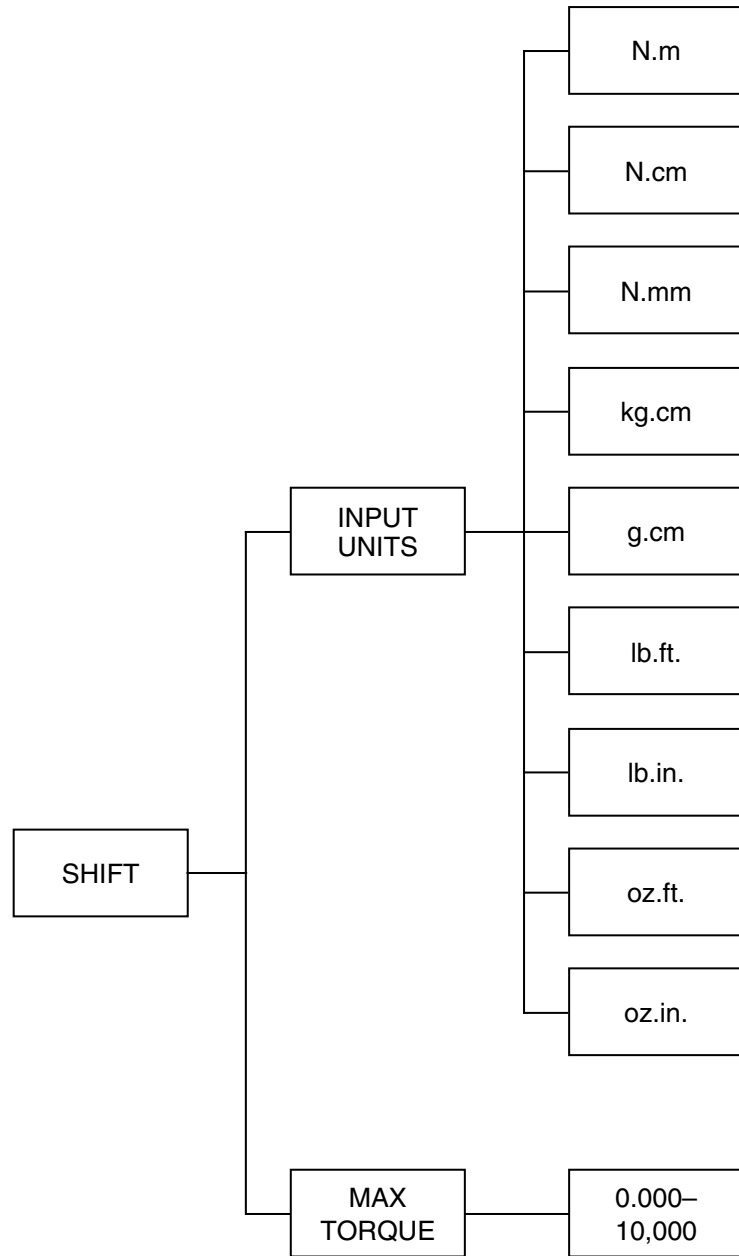 N.m
N.cm
N.mm
kg.cm
INPUT
UNITS
g.cm
lb.ft.
lb.in.
SHIFT
oz.ft.
oz.in.
MAX
TORQUE
0.000–
10,000